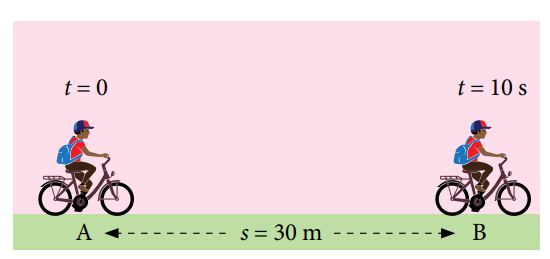 t = 0
t = 10 s
A s = 30 m B